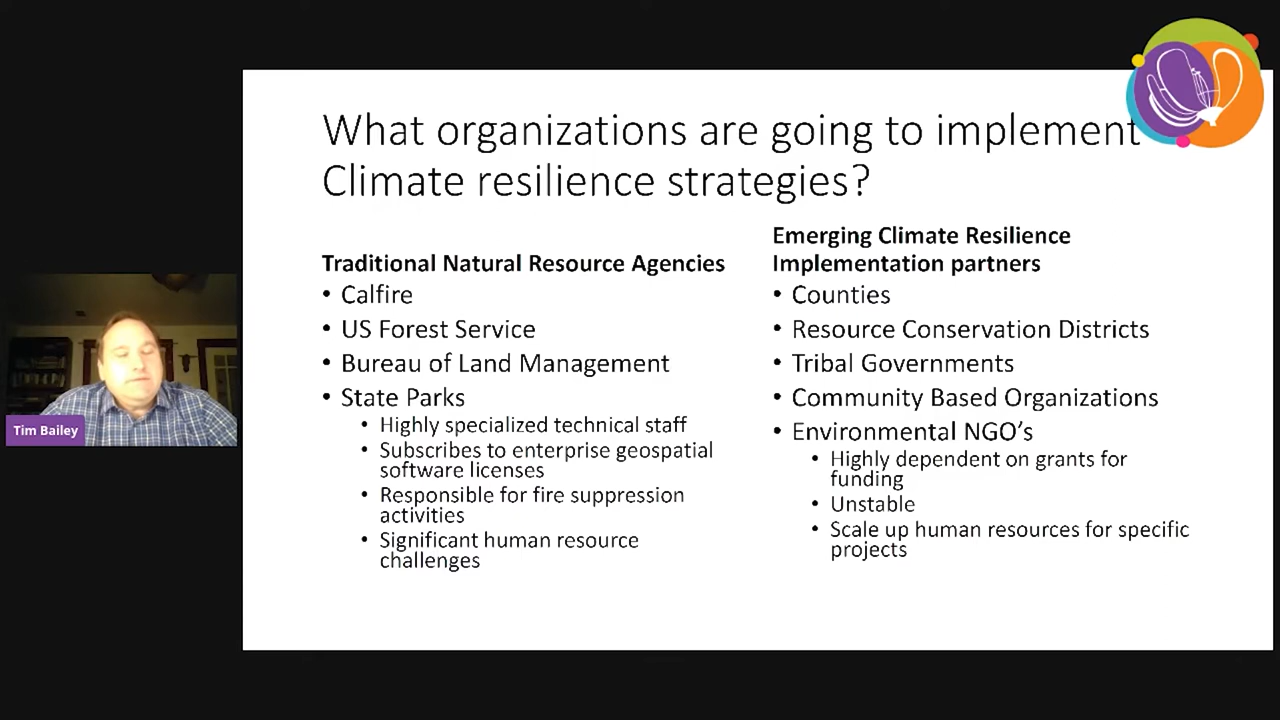 What organizations are going to implement
Climate resilience strategies?
Traditional Natural Resource Agencies
• Calfire
• US Forest Service
• Bureau of Land Management
• State Parks
• Highly specialized technical staff
• Subscribes to enterprise geospatial
software licenses
• Responsible for fire suppression
activities
• Significant human resource
challenges
Emerging Climate Resilience
Implementation partners
• Counties
• Resource Conservation Districts
• Tribal Governments
• Community Based Organizations
• Environmental NGO’s
• Highly dependent on grants for
funding
• Unstable
• Scale up human resources for specific
projects
Tim Bailey